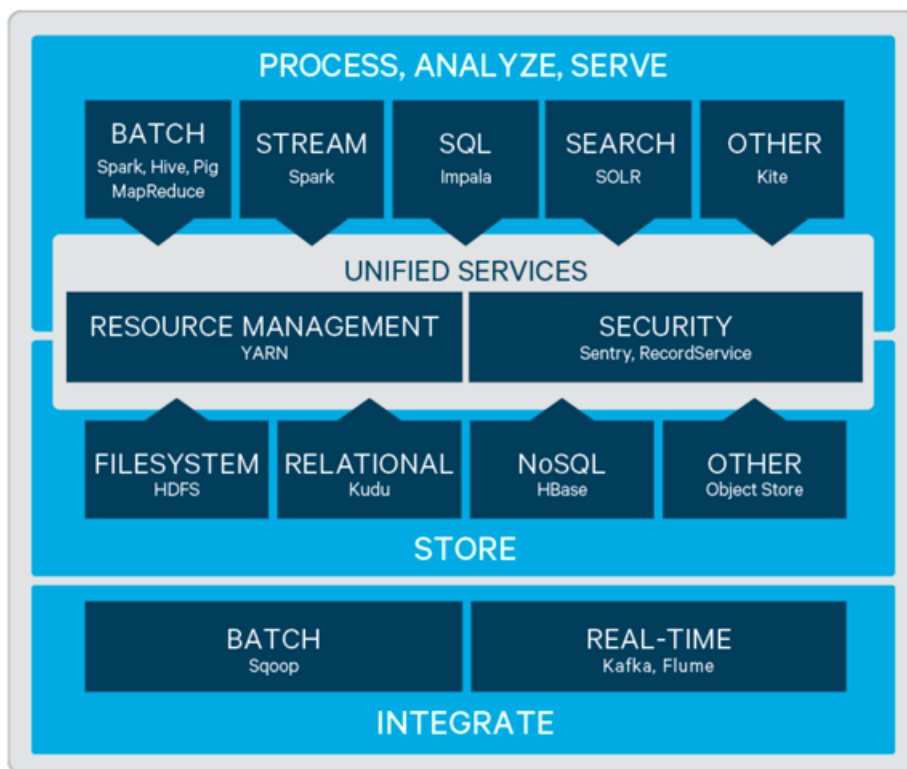 PROCESS, ANALYZE, SERVE
BATCH
Spark, Hive, Pig
MapReduce
STREAM
Spark
SQL
Impala
SEARCH
SOLR
OTHER
Kite
UNIFIED SERVICES
RESOURCE MANAGEMENT
YARN
SECURITY
Sentry, RecordService
FILESYSTEM
HDFS
RELATIONAL
Kudu
NoSQL
HBase
OTHER
Object Store
STORE
BATCH
Sqoop
REAL-TIME
Kafka, Flume
INTEGRATE